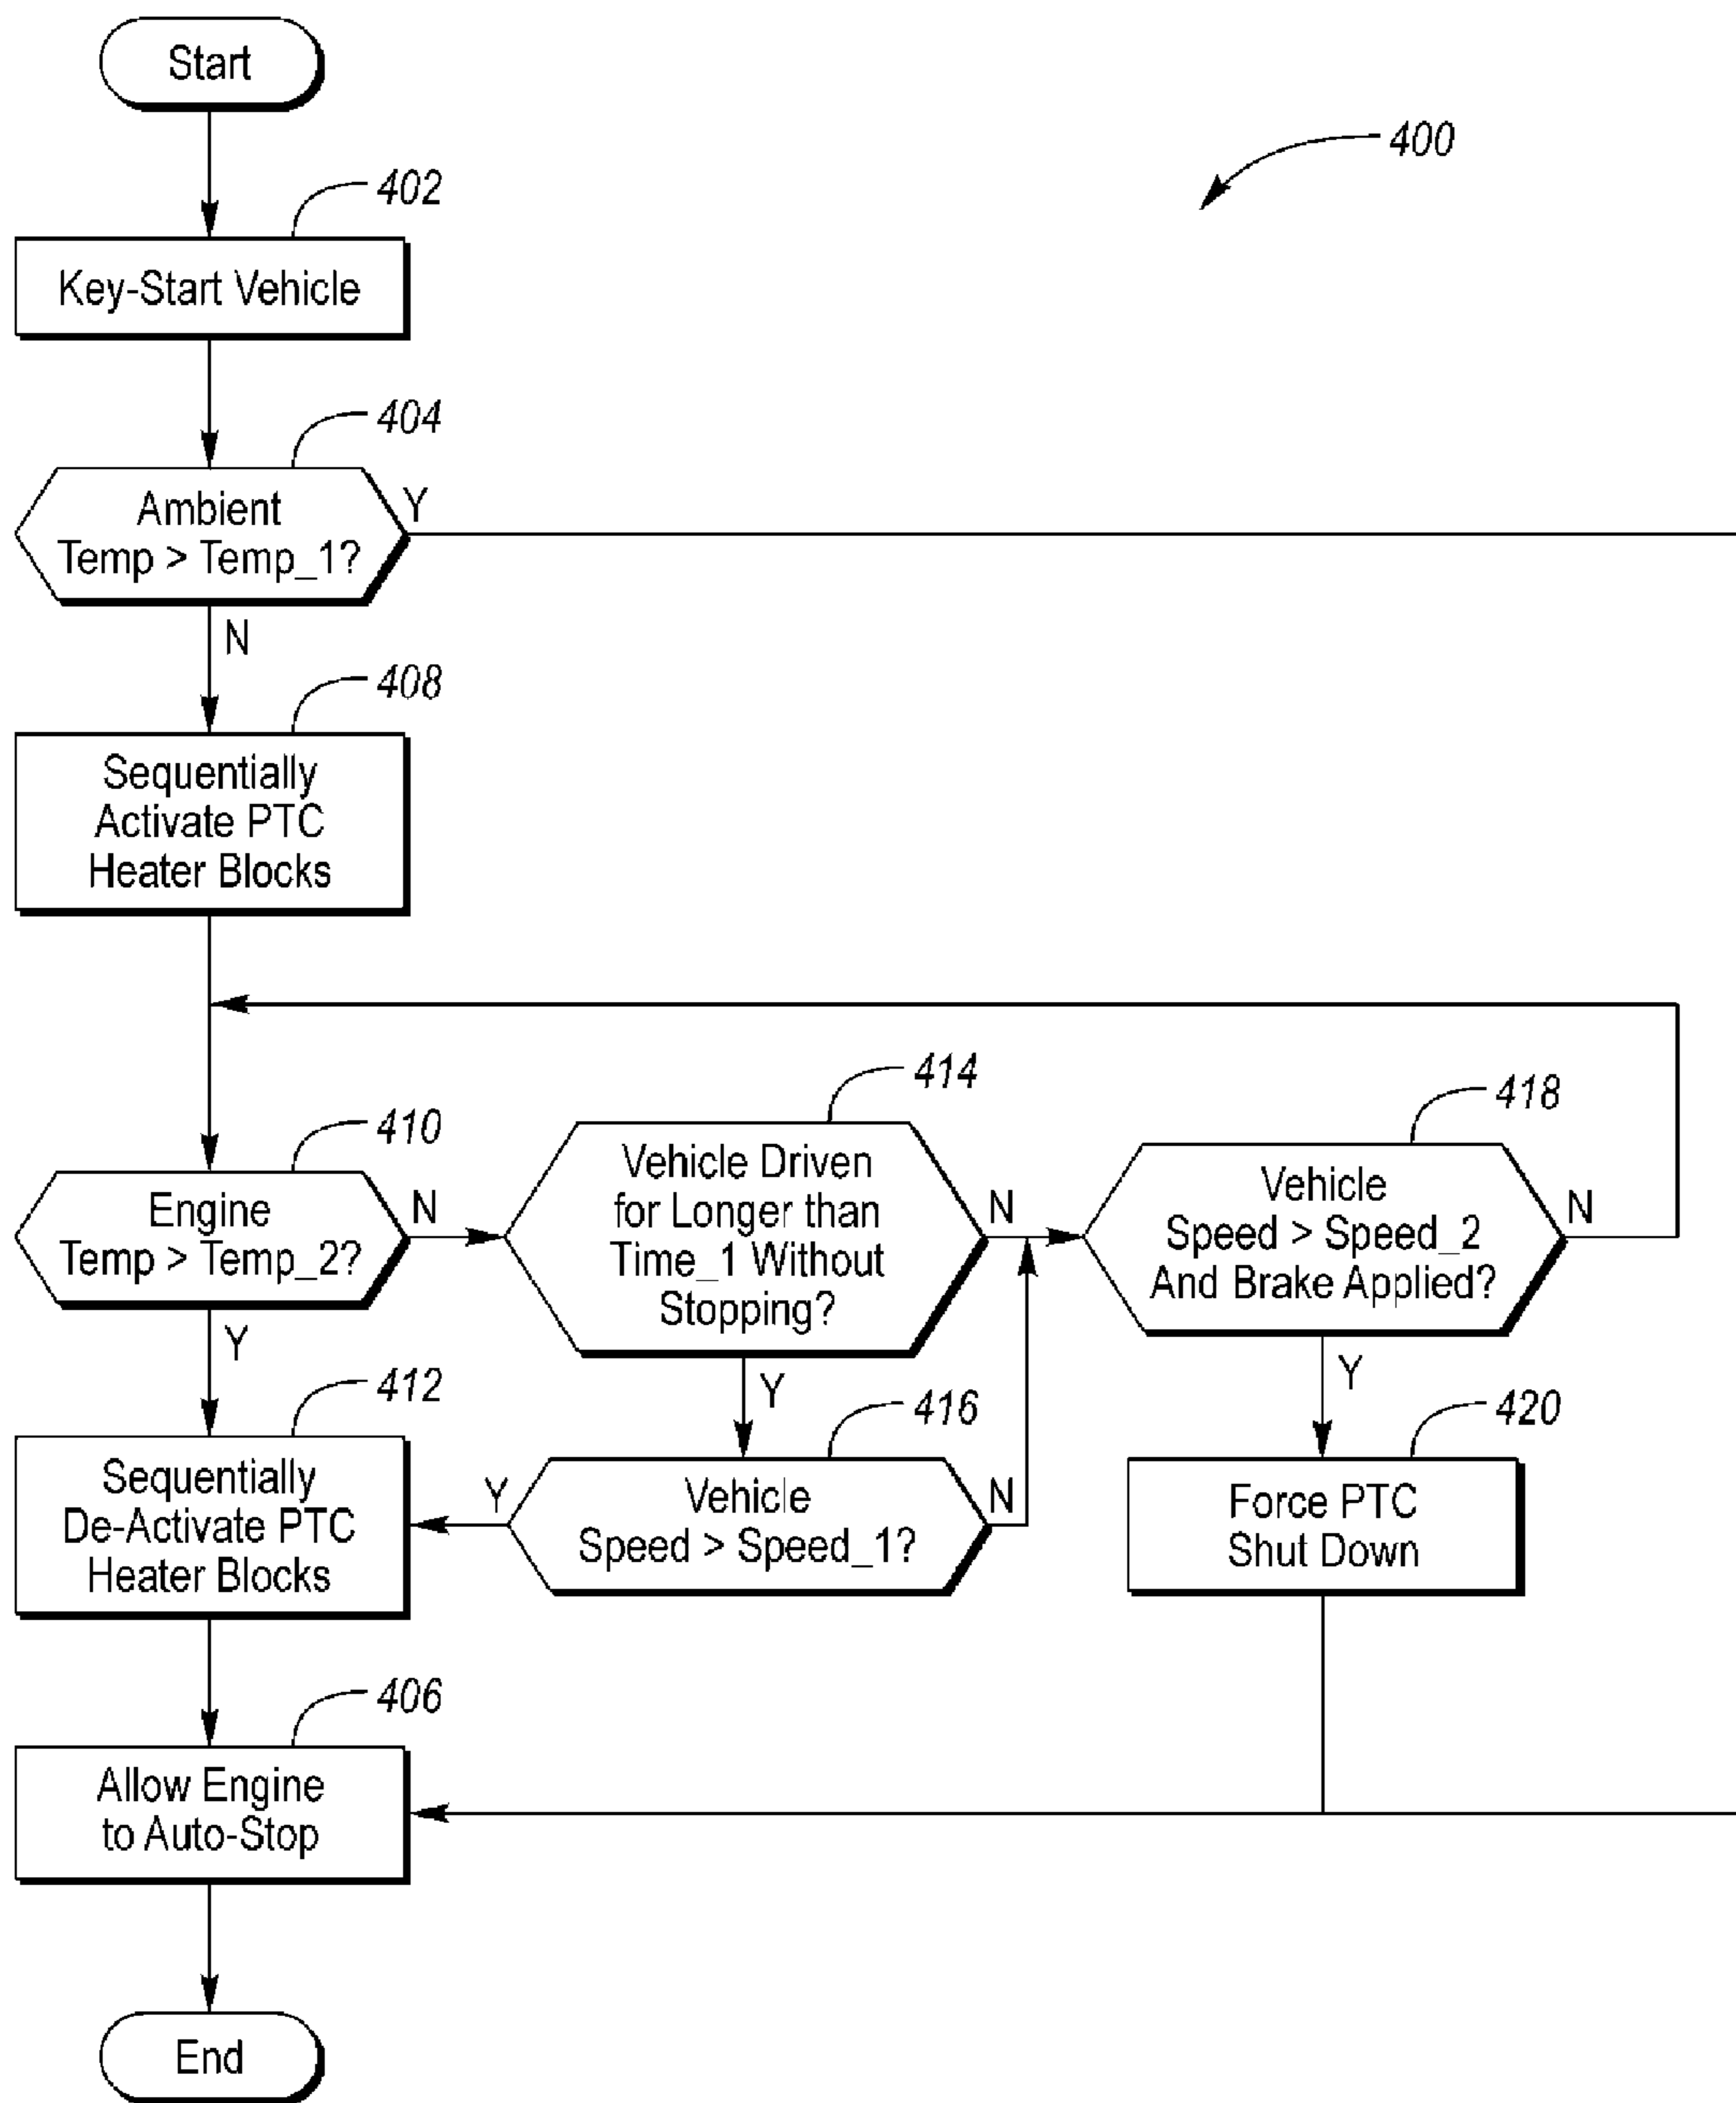 Start
400
402
Key-Start Vehicle
404
Ambient
Temp > Temp_1?
Y
N
408
Sequentially
Activate PTC
Heater Blocks
410
Engine
Temp > Temp_2?
N
Y
414
Vehicle Driven
for Longer than
Time_1 Without
Stopping?
N
Y
418
Vehicle
Speed > Speed_2
And Brake Applied?
N
Y
412
Sequentially
De-Activate PTC
Heater Blocks
416
Y
Vehicle
Speed > Speed_1?
N
420
Force PTC
Shut Down
406
Allow Engine
to Auto-Stop
End